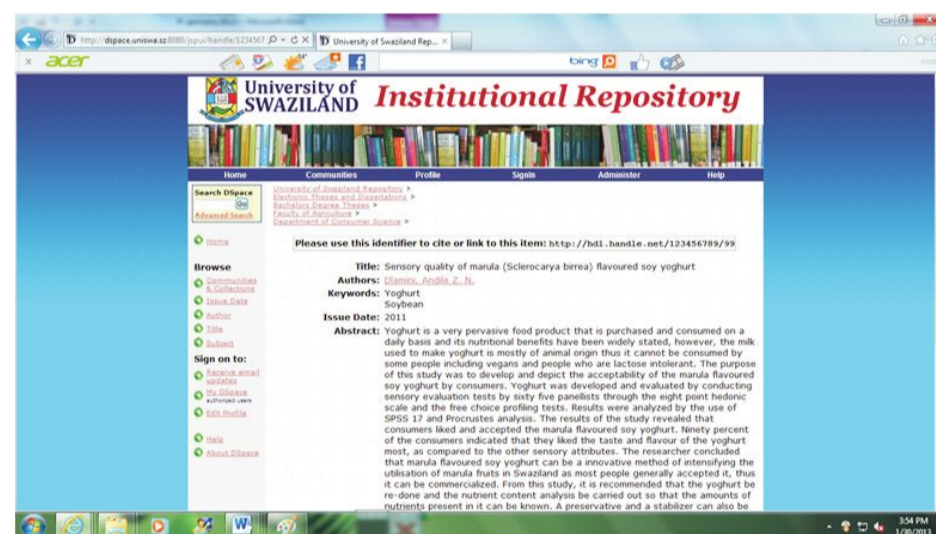 http://dspace.uniswa.sz:8080/jspui/handle/1234567
University of Swaziland Rep...
acer
bing
University of
SWAZILAND
Institutional Repository
Home Communities Profile Signin Administer Help
Search DSpace
Go
Advanced Search
Home
Browse
Communities
& Collections
Issue Date
Author
Title
Subject
Sign on to:
Receive email
updates
My DSpace
authorized users
Edit Profile
Help
About DSpace
University of Swaziland Repository >
Electronic Theses and Dissertations >
Bachelors Degree Theses >
Faculty of Agriculture >
Department of Consumer Science >
Please use this identifier to cite or link to this item: http://hdl.handle.net/123456789/99
Title: Sensory quality of marula (Sclerocarya birrea) flavoured soy yoghurt
Authors: Dlamini, Andile Z. N.
Keywords: Yoghurt
Soybean
Issue Date: 2011
Abstract: Yoghurt is a very pervasive food product that is purchased and consumed on a
daily basis and its nutritional benefits have been widely stated, however, the milk
used to make yoghurt is mostly of animal origin thus it cannot be consumed by
some people including vegans and people who are lactose intolerant. The purpose
of this study was to develop and depict the acceptability of the marula flavoured
soy yoghurt by consumers. Yoghurt was developed and evaluated by conducting
sensory evaluation tests by sixty five panellists through the eight point hedonic
scale and the free choice profiling tests. Results were analyzed by the use of
SPSS 17 and Procrustes analysis. The results of the study revealed that
consumers liked and accepted the marula flavoured soy yoghurt. Ninety percent
of the consumers indicated that they liked the taste and flavour of the yoghurt
most, as compared to the other sensory attributes. The researcher concluded
that marula flavoured soy yoghurt can be a innovative method of intensifying the
utilisation of marula fruits in Swaziland as most people generally accepted it, thus
it can be commercialized. From this study, it is recommended that the yoghurt be
re-done and the nutrient content analysis be carried out so that the amounts of
nutrients present in it can be known. A preservative and a stabilizer can also be
3:54 PM
1/30/2013